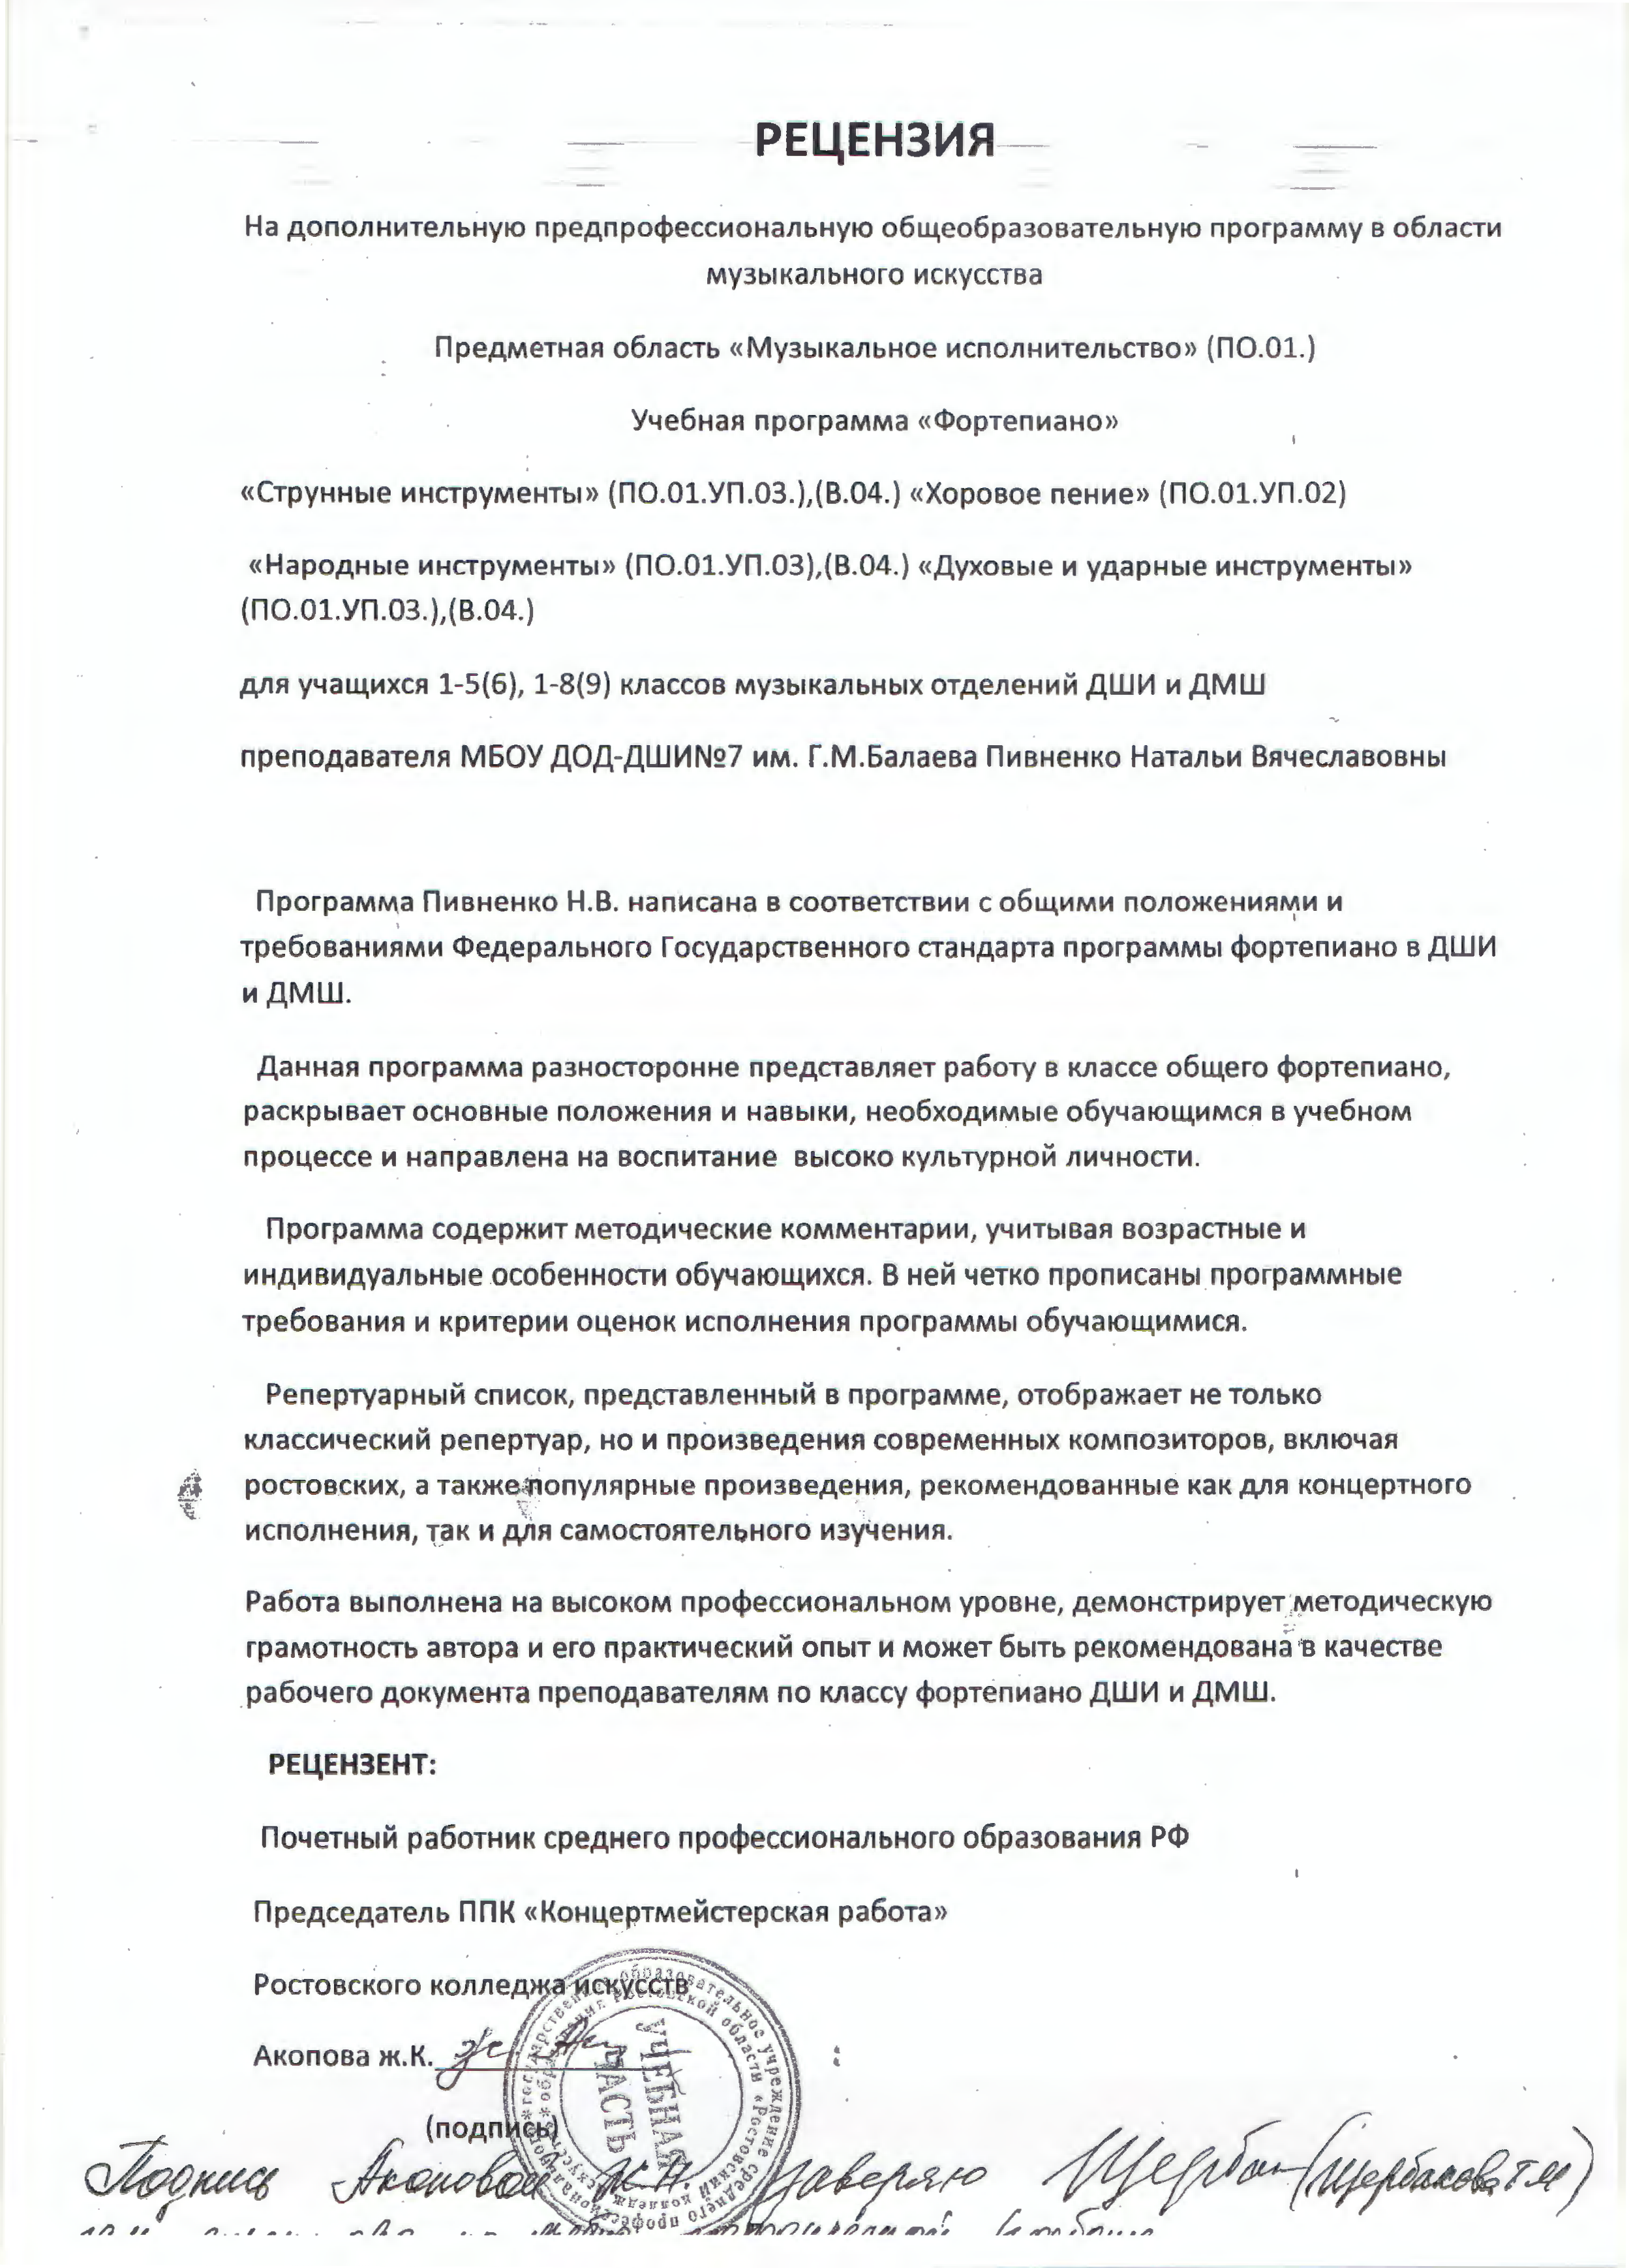 РЕЦЕНЗИЯ
На дополнительную предпрофессиональную общеобразовательную программу в области
музыкального искусства
Предметная область «Музыкальное исполнительство» (ПО.01.)
Учебная программа «Фортепиано»
«Струнные инструменты» (ПО.01.УП.03.),(В.04.) «Хоровое пение» (ПО.01.УП.02)
«Народные инструменты» (ПО.01.УП.03),(В.04.) «Духовые и ударные инструменты»
(ПО.01.УП.03.),(В.04.)
для учащихся 1-5(6), 1-8(9) классов музыкальных отделений ДШИ и ДМШ
преподавателя МБОУ ДОД-ДШИ№7 им. Г.М.Балаева Пивненко Натальи Вячеславовны
Программа Пивненко Н.В. написана в соответствии с общими положениями и
требованиями Федерального Государственного стандарта программы фортепиано в ДШИ
и ДМШ.
Данная программа разносторонне представляет работу в классе общего фортепиано,
раскрывает основные положения и навыки, необходимые обучающимся в учебном
процессе и направлена на воспитание высоко культурной личности.
Программа содержит методические комментарии, учитывая возрастные и
индивидуальные особенности обучающихся. В ней четко прописаны программные
требования и критерии оценок исполнения программы обучающимися.
Репертуарный список, представленный в программе, отображает не только
классический репертуар, но и произведения современных композиторов, включая
ростовских, а также популярные произведения, рекомендованные как для концертного
исполнения, так и для самостоятельного изучения.
Работа выполнена на высоком профессиональном уровне, демонстрирует методическую
грамотность автора и его практический опыт и может быть рекомендована в качестве
рабочего документа преподавателям по классу фортепиано ДШИ и ДМШ.
РЕЦЕНЗЕНТ:
Почетный работник среднего профессионального образования РФ
Председатель ППК «Концертмейстерская работа»
Ростовского колледжа искусств
Акопова ж.К.
(подпись)
УЧЕБНАЯ
ЧАСТЬ
Подпись Акоповой Ж.К. заверяю (Щербакова Т.М)